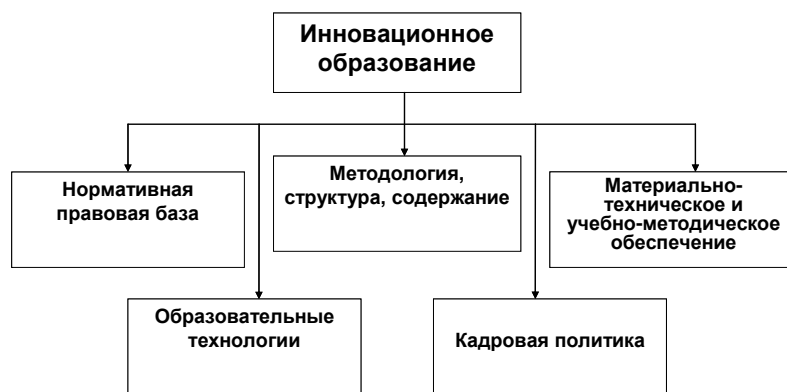 Инновационное
образование
Нормативная
правовая база
Методология,
структура, содержание
Материально-
техническое и
учебно-методическое
обеспечение
Образовательные
технологии
Кадровая политика